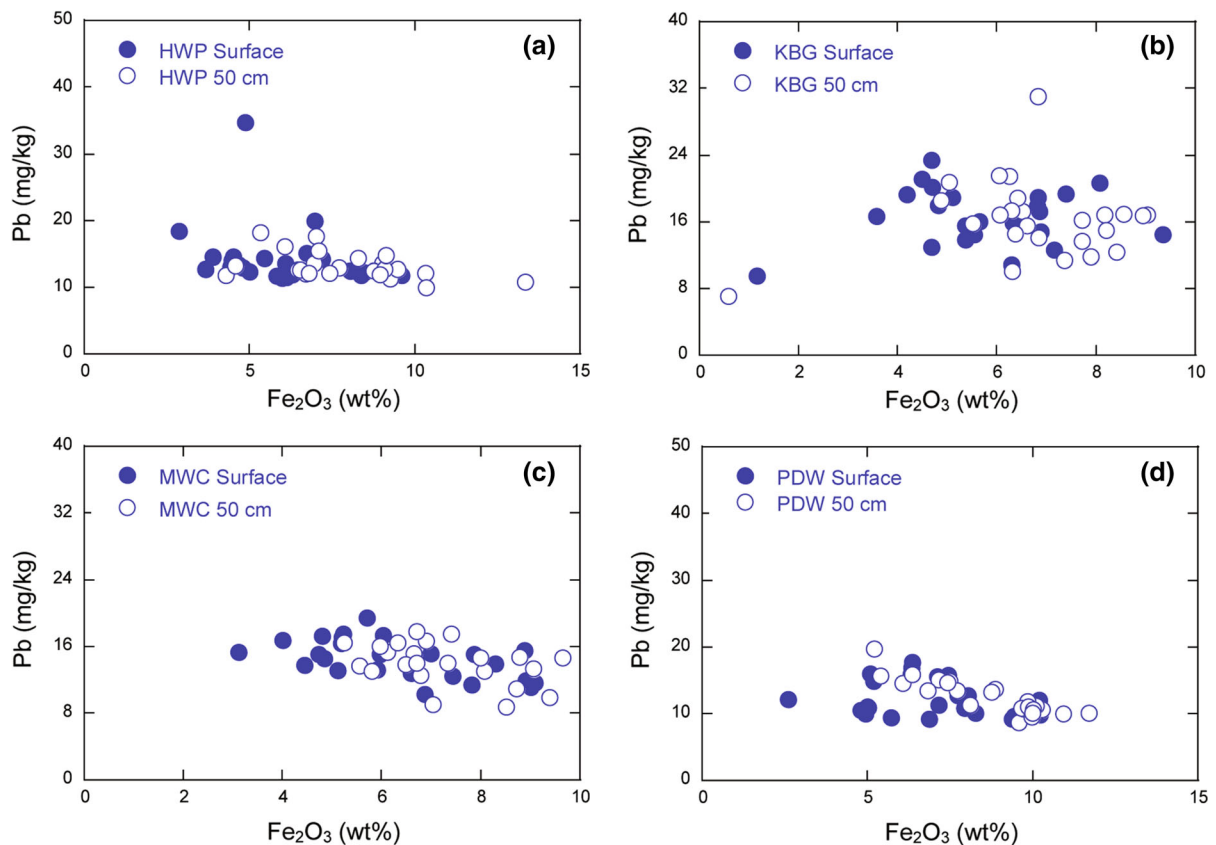 50
40
30
20
10
0
Pb (mg/kg)
HWP Surface
HWP 50 cm
(a)
0 5 10 15
Fe₂O₃ (wt%)
40
32
24
16
8
0
Pb (mg/kg)
KBG Surface
KBG 50 cm
(b)
0 2 4 6 8 10
Fe₂O₃ (wt%)
40
32
24
16
8
0
Pb (mg/kg)
MWC Surface
MWC 50 cm
(c)
0 2 4 6 8 10
Fe₂O₃ (wt%)
50
40
30
20
10
0
Pb (mg/kg)
PDW Surface
PDW 50 cm
(d)
0 5 10 15
Fe₂O₃ (wt%)